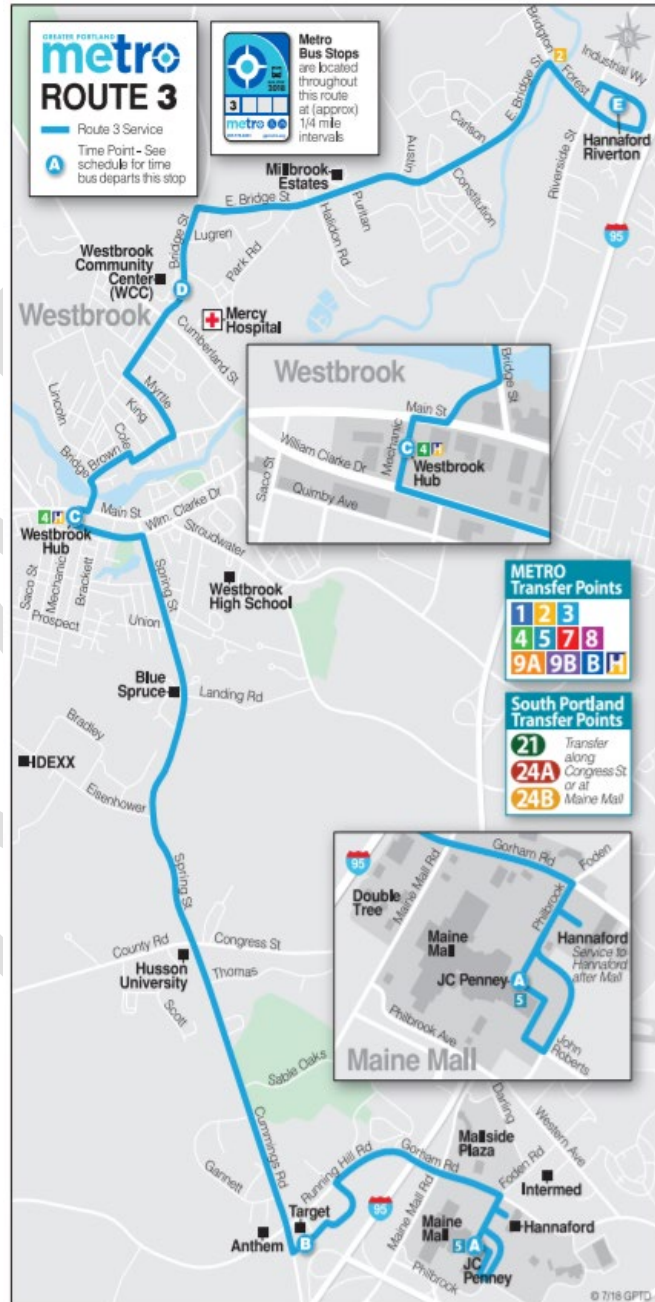 GREATER PORTLAND
metro
ROUTE 3
Route 3 Service
A
Time Point - See
schedule for time
bus departs this stop
3
metro
Metro
Bus Stops
are located
throughout
this route
at (approx)
1/4 mile
intervals
Bridgton
2
Forest
Industrial Wy
E
Hannaford
Riverton
E. Bridge St
Riverside St
95
Carlson
Constitution
Austin
Millbrook
Estates
Puritan
Halidon Rd
E. Bridge St
Bridge St
Lugren
Park Rd
Westbrook
Community
Center
(WCC)
D
Westbrook
Mercy
Hospital
Cumberland St
Myrtle
King
Lincoln
Cole
Brown
Bridge
Westbrook
Bridge St
Main St
Mechanic
C 4 H
Westbrook
Hub
William Clarke Dr
Saco St
Quimby Ave
Main St
Wm. Clarke Dr
4 H C
Westbrook
Hub
Stroudwater
Westbrook
High School
Saco St
Mechanic
Brackett
Prospect
Spring St
Union
METRO
Transfer Points
1 2 3
4 5 7 8
9A 9B B H
Blue
Spruce
Landing Rd
South Portland
Transfer Points
21
24A
24B
Transfer
along
Congress St
or at
Maine Mall
Bradley
IDEXX
Eisenhower
Spring St
95
Maine Mall Rd
Gorham Rd
Foden
Philbrook
Double
Tree
Maine
Mall
Hannaford
Service to
Hannaford
after Mall
JC Penney
A
5
Philbrook Ave
John
Roberts
Maine Mall
County Rd
Congress St
Husson
University
Thomas
Scott
Sable Oaks
Cummings Rd
Gannett
Running Hill Rd
Gorham Rd
Darling
Western Ave
Mallside
Plaza
Foden Rd
Intermed
95
Maine Mall Rd
Target
B
Anthem
Maine
Mall
Hannaford
5 A
JC
Penney
Philbrook
© 7/18 GPTD